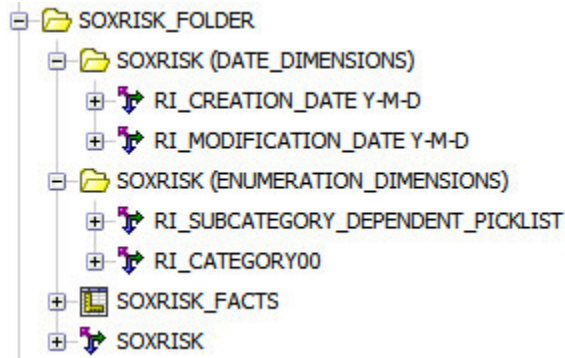 SOXRISK_FOLDER
SOXRISK (DATE_DIMENSIONS)
RI_CREATION_DATE Y-M-D
RI_MODIFICATION_DATE Y-M-D
SOXRISK (ENUMERATION_DIMENSIONS)
RI_SUBCATEGORY_DEPENDENT_PICKLIST
RI_CATEGORY00
SOXRISK_FACTS
SOXRISK